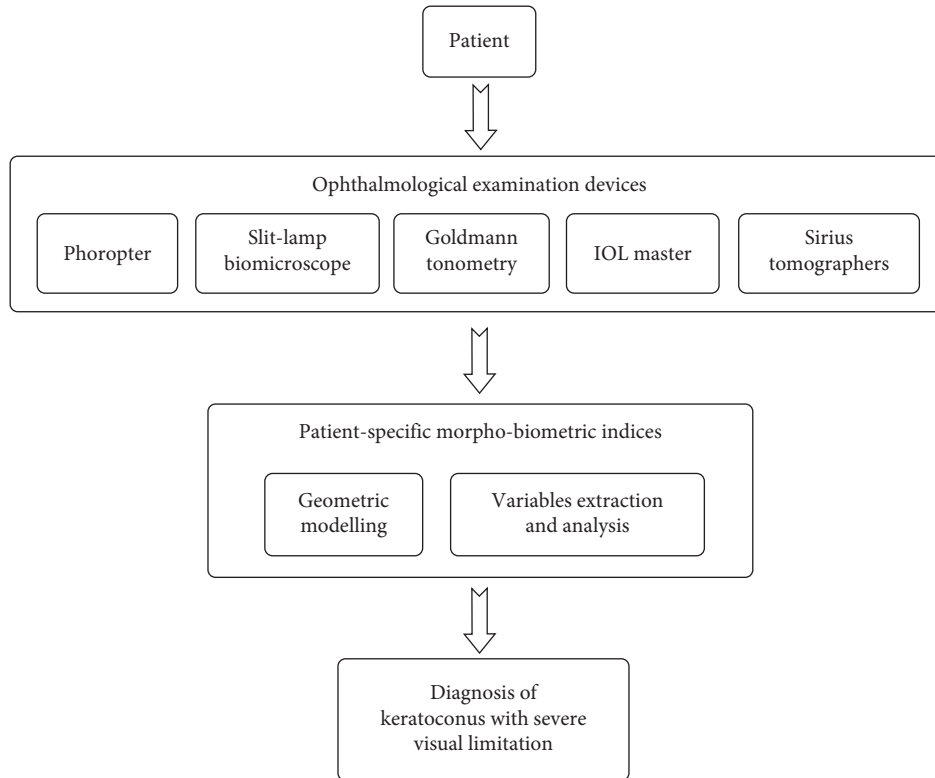 Patient
Ophthalmological examination devices
Phoropter
Slit-lamp
biomicroscope
Goldmann
tonometry
IOL master
Sirius
tomographers
Patient-specific morpho-biometric indices
Geometric
modelling
Variables extraction
and analysis
Diagnosis of
keratoconus with severe
visual limitation